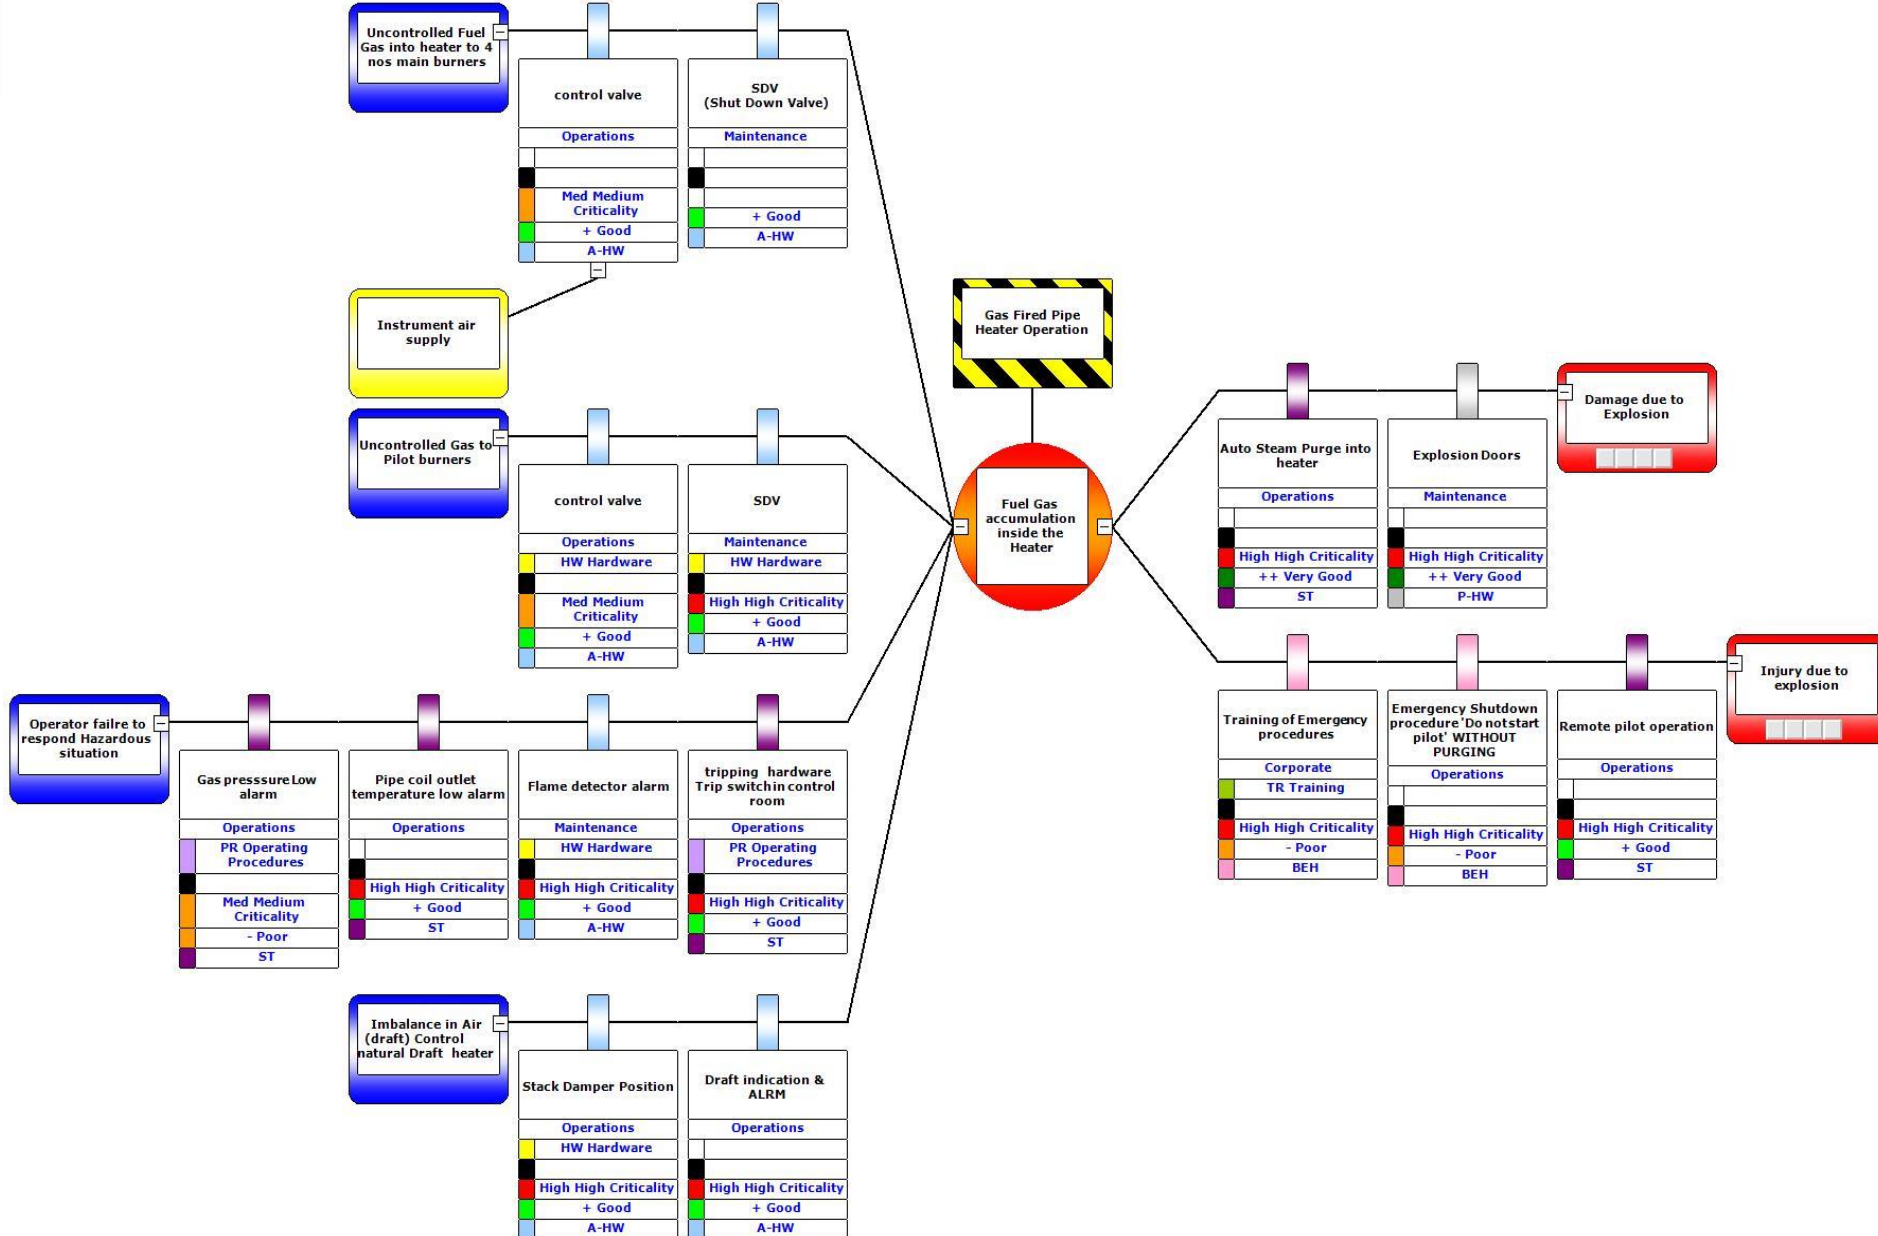 Uncontrolled Fuel
Gas into heater to 4
nos main burners
control valve
Operations
Med Medium
Criticality
+ Good
A-HW
SDV
(Shut Down Valve)
Maintenance
+ Good
A-HW
Instrument air
supply
Uncontrolled Gas to
Pilot burners
control valve
Operations
HW Hardware
Med Medium
Criticality
+ Good
A-HW
SDV
Maintenance
HW Hardware
High High Criticality
+ Good
A-HW
Operator failre to
respond Hazardous
situation
Gas presssure Low
alarm
Operations
PR Operating
Procedures
Med Medium
Criticality
- Poor
ST
Pipe coil outlet
temperature low alarm
Operations
High High Criticality
+ Good
ST
Flame detector alarm
Maintenance
HW Hardware
High High Criticality
+ Good
A-HW
tripping hardware
Trip switch in control
room
Operations
PR Operating
Procedures
High High Criticality
+ Good
ST
Imbalance in Air
(draft) Control
natural Draft heater
Stack Damper Position
Operations
HW Hardware
High High Criticality
+ Good
A-HW
Draft indication &
ALRM
Operations
High High Criticality
+ Good
A-HW
Gas Fired Pipe
Heater Operation
Fuel Gas
accumulation
inside the
Heater
Auto Steam Purge into
heater
Operations
High High Criticality
++ Very Good
ST
Explosion Doors
Maintenance
High High Criticality
++ Very Good
P-HW
Damage due to
Explosion
Training of Emergency
procedures
Corporate
TR Training
High High Criticality
- Poor
BEH
Emergency Shutdown
procedure 'Do not start
pilot' WITHOUT
PURGING
Operations
High High Criticality
- Poor
BEH
Remote pilot operation
Operations
High High Criticality
+ Good
ST
Injury due to
explosion